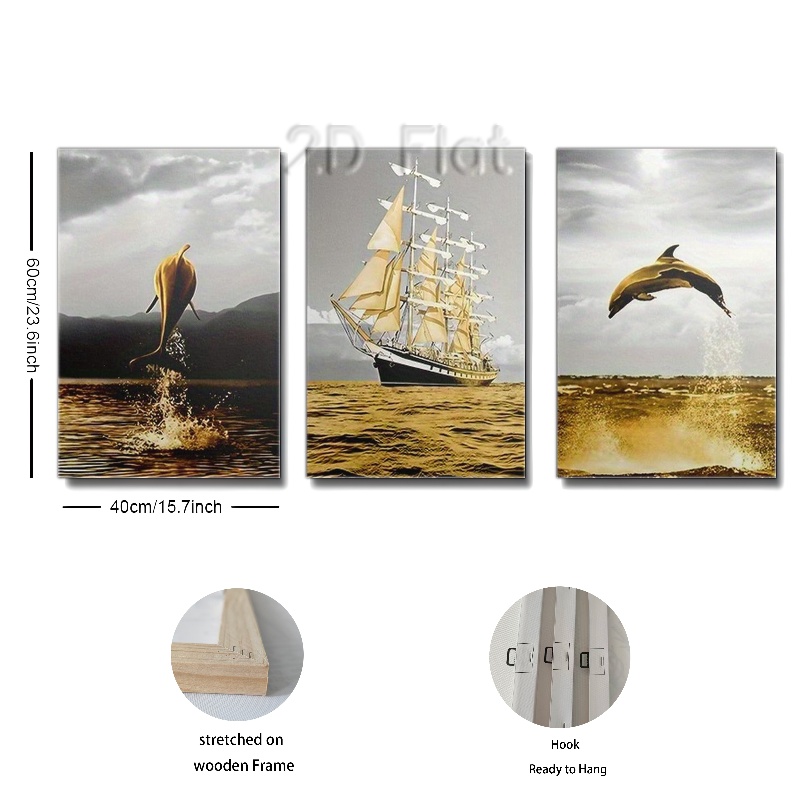 2D Flat
60cm/23.6inch
40cm/15.7inch
stretched on
wooden Frame
Hook
Ready to Hang